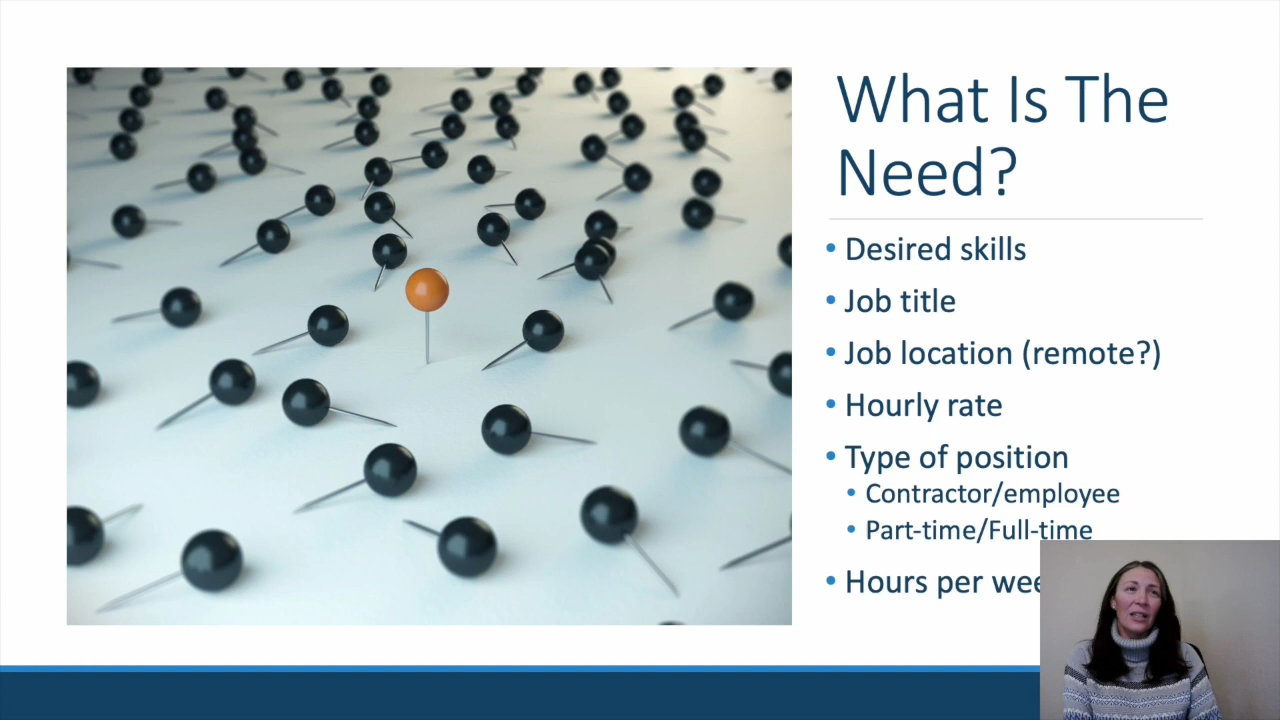 What Is The
Need?
• Desired skills
• Job title
• Job location (remote?)
• Hourly rate
• Type of position
• Contractor/employee
• Part-time/Full-time
• Hours per